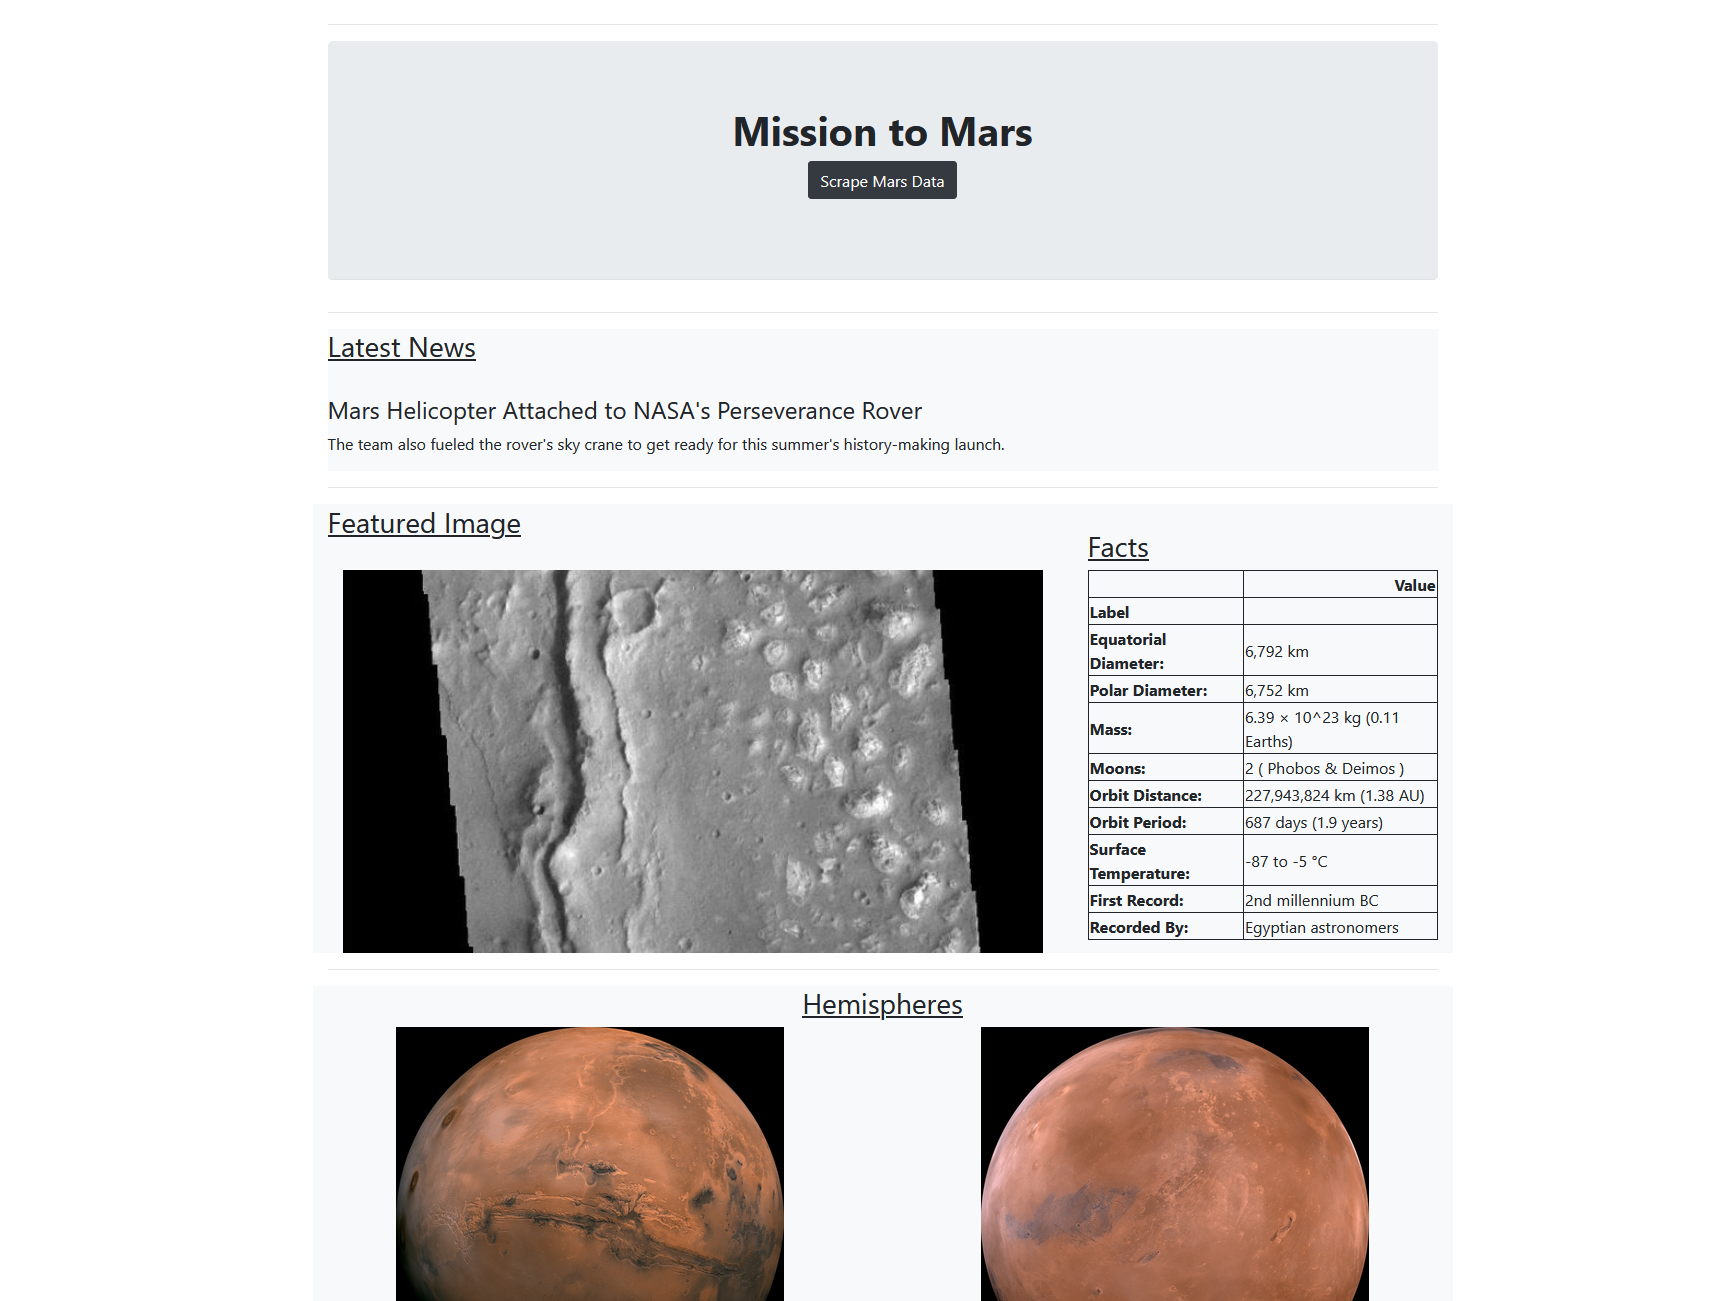 Mission to Mars
Scrape Mars Data
Latest News
Mars Helicopter Attached to NASA's Perseverance Rover
The team also fueled the rover's sky crane to get ready for this summer's history-making launch.
Featured Image
Facts
Value
Label
Equatorial
Diameter:
6,792 km
Polar Diameter:
6,752 km
Mass:
6.39 × 10^23 kg (0.11
Earths)
Moons:
2 ( Phobos & Deimos )
Orbit Distance:
227,943,824 km (1.38 AU)
Orbit Period:
687 days (1.9 years)
Surface
Temperature:
-87 to -5 °C
First Record:
2nd millennium BC
Recorded By:
Egyptian astronomers
Hemispheres